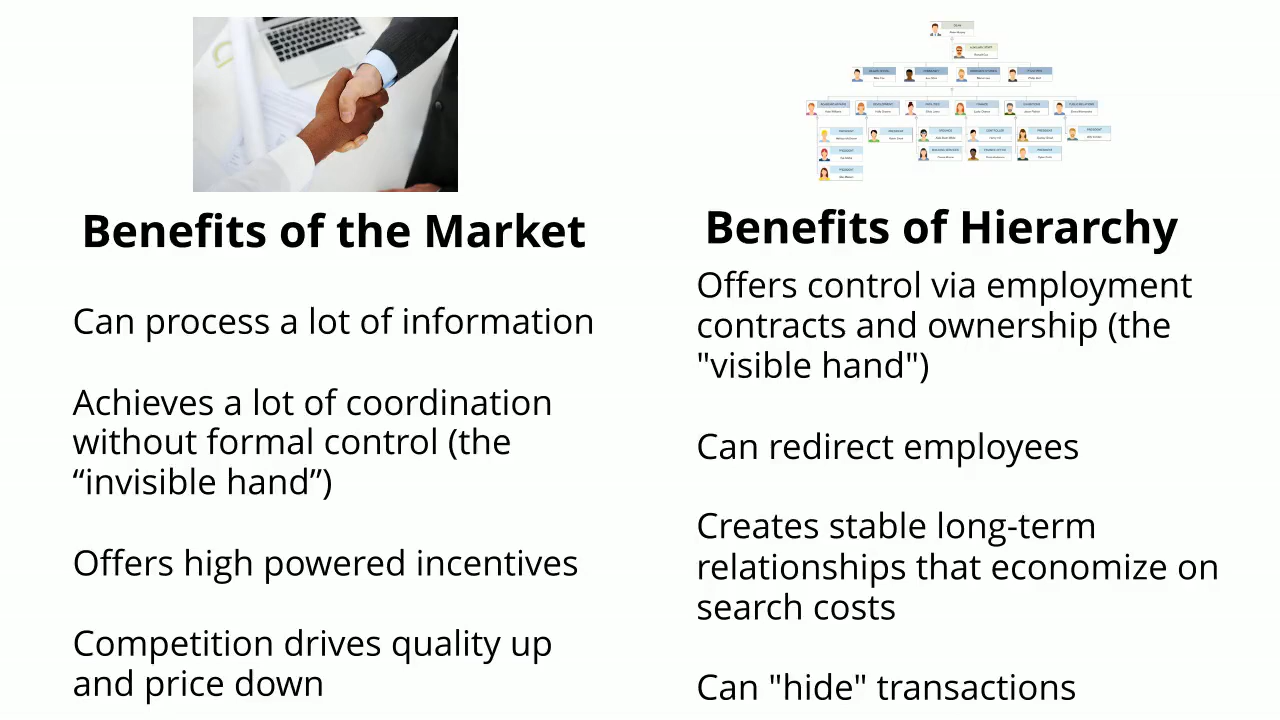 Benefits of the Market
Can process a lot of information
Achieves a lot of coordination
without formal control (the
“invisible hand”)
Offers high powered incentives
Competition drives quality up
and price down
Benefits of Hierarchy
Offers control via employment
contracts and ownership (the
"visible hand")
Can redirect employees
Creates stable long-term
relationships that economize on
search costs
Can "hide" transactions